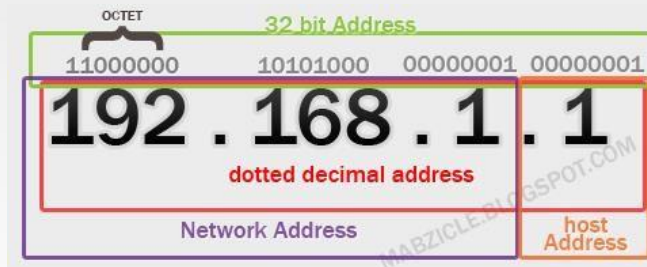 OCTET
32 bit Address
11000000 10101000 00000001 00000001
192 . 168 . 1 . 1
dotted decimal address
Network Address
host
Address
MABZICLE.BLOGSPOT.COM